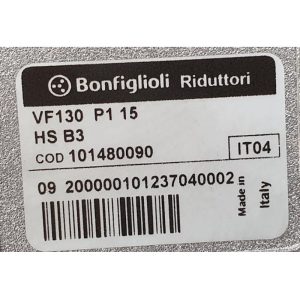 Bonfiglioli Riduttori
VF130 P1 15
HS B3
COD 101480090
IT04
09 200000101237040002
Made in
Italy